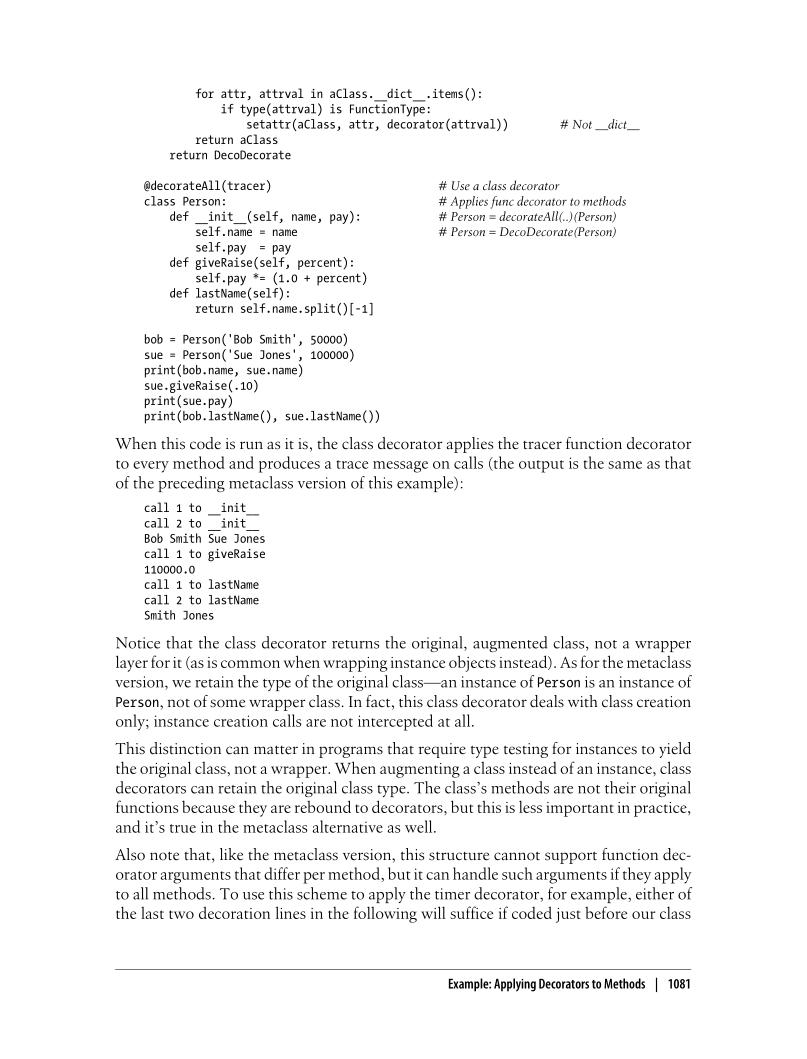 for attr, attrval in aClass.__dict__.items():
            if type(attrval) is FunctionType:
                setattr(aClass, attr, decorator(attrval))        # Not __dict__
        return aClass
    return DecoDecorate

@decorateAll(tracer)                          # Use a class decorator
class Person:                                 # Applies func decorator to methods
    def __init__(self, name, pay):            # Person = decorateAll(..)(Person)
        self.name = name                      # Person = DecoDecorate(Person)
        self.pay  = pay
    def giveRaise(self, percent):
        self.pay *= (1.0 + percent)
    def lastName(self):
        return self.name.split()[-1]

bob = Person('Bob Smith', 50000)
sue = Person('Sue Jones', 100000)
print(bob.name, sue.name)
sue.giveRaise(.10)
print(sue.pay)
print(bob.lastName(), sue.lastName())
When this code is run as it is, the class decorator applies the tracer function decorator
to every method and produces a trace message on calls (the output is the same as that
of the preceding metaclass version of this example):
call 1 to __init__
call 2 to __init__
Bob Smith Sue Jones
call 1 to giveRaise
110000.0
call 1 to lastName
call 2 to lastName
Smith Jones
Notice that the class decorator returns the original, augmented class, not a wrapper
layer for it (as is common when wrapping instance objects instead). As for the metaclass
version, we retain the type of the original class—an instance of Person is an instance of
Person, not of some wrapper class. In fact, this class decorator deals with class creation
only; instance creation calls are not intercepted at all.
This distinction can matter in programs that require type testing for instances to yield
the original class, not a wrapper. When augmenting a class instead of an instance, class
decorators can retain the original class type. The class’s methods are not their original
functions because they are rebound to decorators, but this is less important in practice,
and it’s true in the metaclass alternative as well.
Also note that, like the metaclass version, this structure cannot support function dec-
orator arguments that differ per method, but it can handle such arguments if they apply
to all methods. To use this scheme to apply the timer decorator, for example, either of
the last two decoration lines in the following will suffice if coded just before our class
Example: Applying Decorators to Methods | 1081